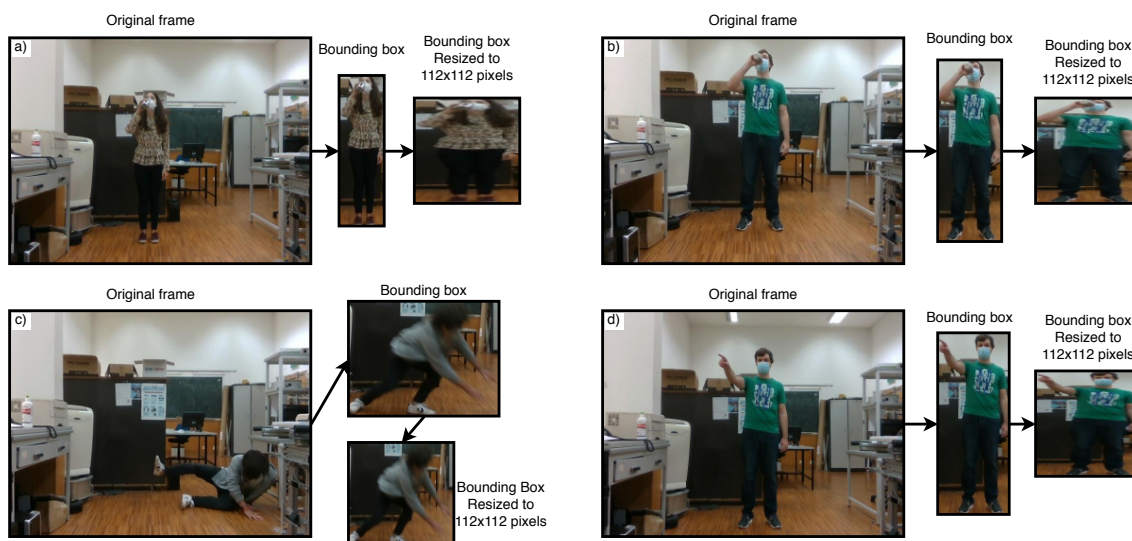 Original frame
a)
Bounding box
Bounding box
Resized to
112x112 pixels
Original frame
b)
Bounding box
Bounding box
Resized to
112x112 pixels
Original frame
c)
Bounding box
Bounding Box
Resized to
112x112 pixels
Original frame
d)
Bounding box
Bounding box
Resized to
112x112 pixels